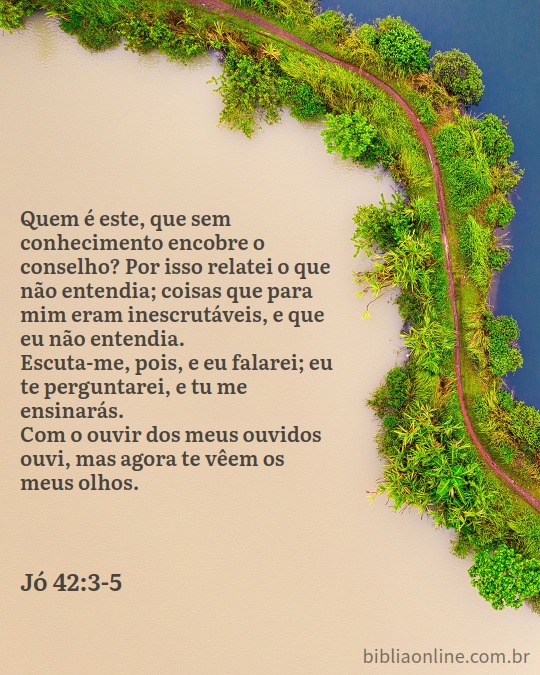 Quem é este, que sem
conhecimento encobre o
conselho? Por isso relatei o que
não entendia; coisas que para
mim eram inescrutáveis, e que
eu não entendia.
Escuta-me, pois, e eu falarei; eu
te perguntarei, e tu me
ensinarás.
Com o ouvir dos meus ouvidos
ouvi, mas agora te vêem os
meus olhos.
Jó 42:3-5
bibliaonline.com.br